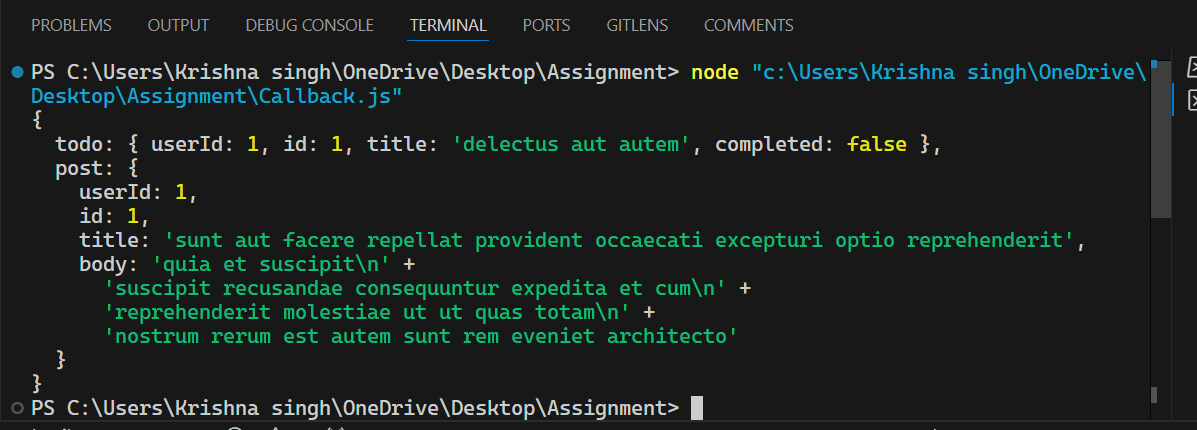 PROBLEMS OUTPUT DEBUG CONSOLE TERMINAL PORTS GITLENS COMMENTS
PS C:\Users\Krishna singh\OneDrive\Desktop\Assignment> node "c:\Users\Krishna singh\OneDrive\
Desktop\Assignment\Callback.js"
{
  todo: { userId: 1, id: 1, title: 'delectus aut autem', completed: false },
  post: {
    userId: 1,
    id: 1,
    title: 'sunt aut facere repellat provident occaecati excepturi optio reprehenderit',
    body: 'quia et suscipit\n' +
      'suscipit recusandae consequuntur expedita et cum\n' +
      'reprehenderit molestiae ut ut quas totam\n' +
      'nostrum rerum est autem sunt rem eveniet architecto'
  }
}
PS C:\Users\Krishna singh\OneDrive\Desktop\Assignment>